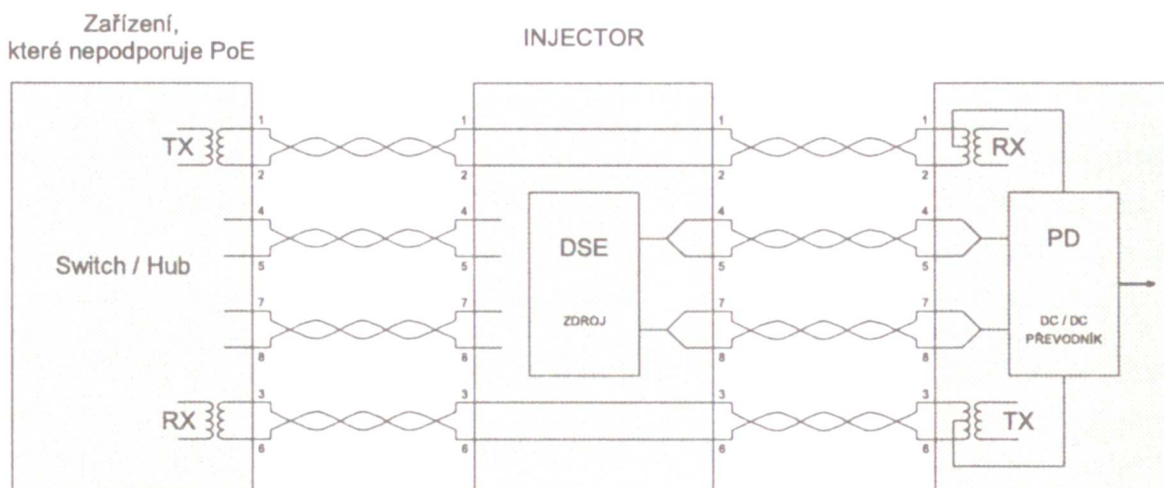 Zařízení,
které nepodporuje PoE
INJECTOR
1 1 1 1
TX RX
2 2 2 2
4 4 4 4
DSE PD
Switch / Hub
5 5 5 5
7 7 7 7
ZDROJ DC / DC
PŘEVODNÍK
8 8 8 8
3 3 3 3
RX TX
6 6 6 6